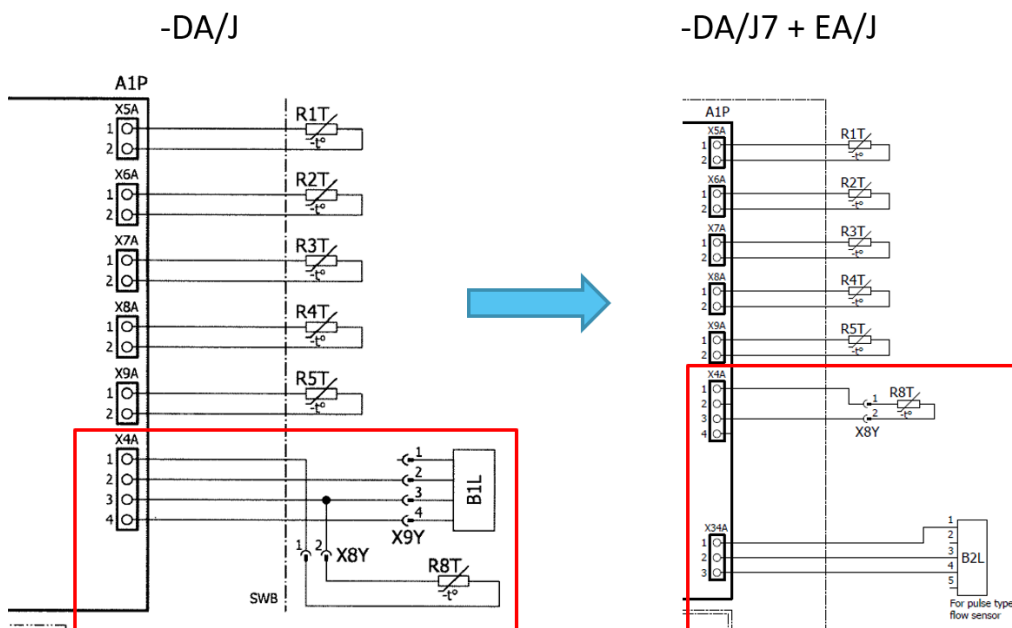 -DA/J
A1P
X5A
1
2
R1T
-t°
X6A
1
2
R2T
-t°
X7A
1
2
R3T
-t°
X8A
1
2
R4T
-t°
X9A
1
2
R5T
-t°
X4A
1
2
3
4
1
2
3
4
B1L
X9Y
1 2 X8Y
R8T
-t°
SWB
-DA/J7 + EA/J
A1P
X5A
1
2
R1T
-t°
X6A
1
2
R2T
-t°
X7A
1
2
R3T
-t°
X8A
1
2
R4T
-t°
X9A
1
2
R5T
-t°
X4A
1
2
3
4
1
2
R8T
-t°
X8Y
X34A
1
2
3
1
2
3
4
5
B2L
For pulse type
flow sensor